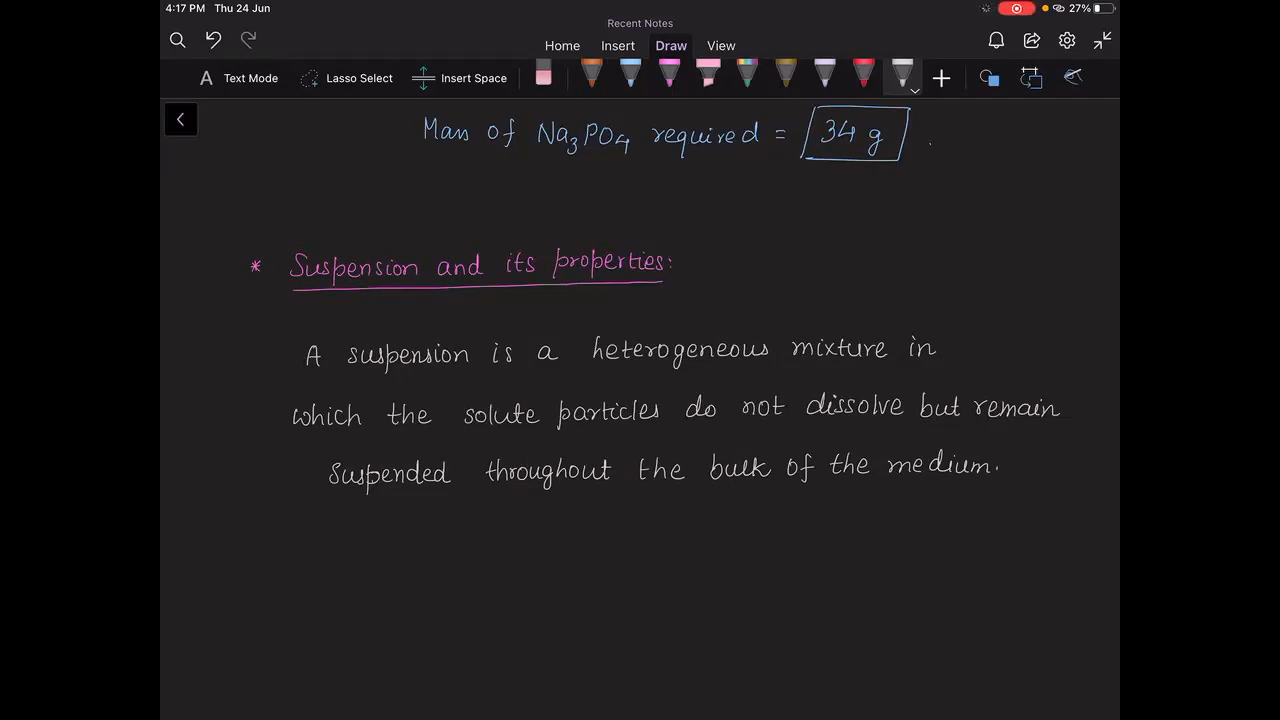 4:17 PM Thu 24 Jun
27%
Recent Notes
Home Insert Draw View
A Text Mode Lasso Select Insert Space
Mass of Na₃PO₄ required = 34 g .
* Suspension and its properties:
A suspension is a heterogeneous mixture in
which the solute particles do not dissolve but remain
suspended throughout the bulk of the medium.